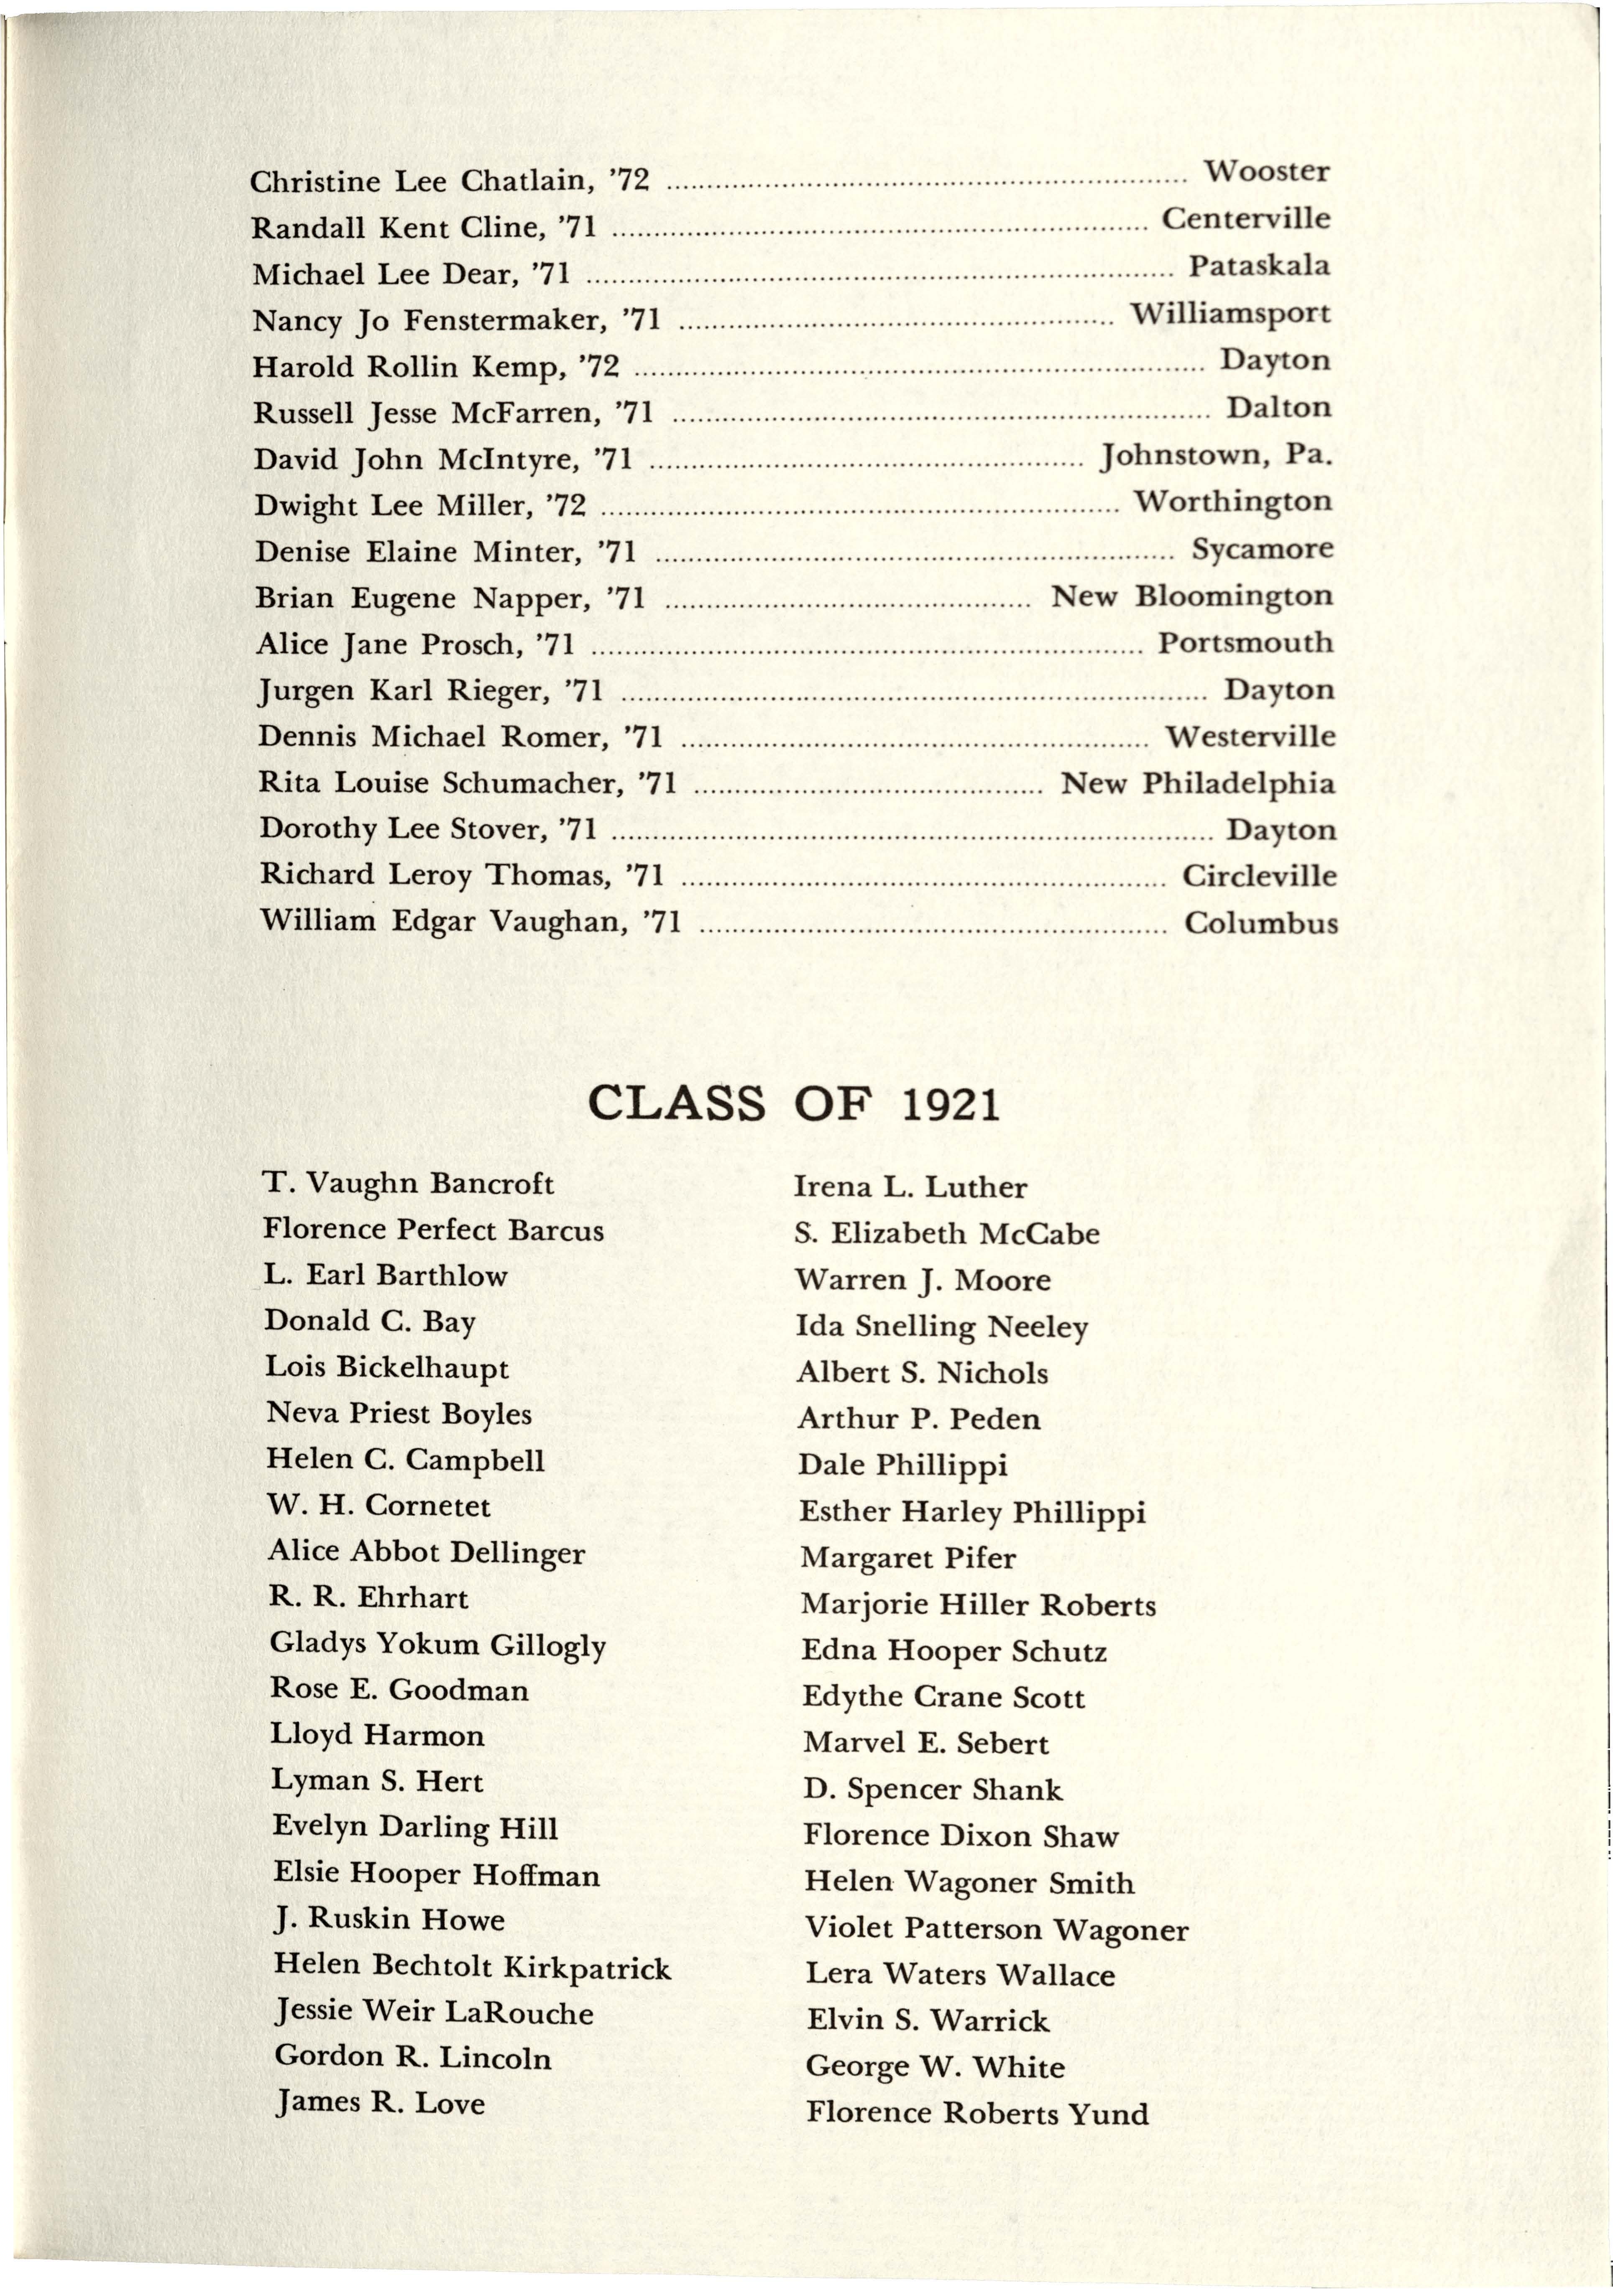 Christine Lee Chatlain, ’72 ........ Wooster
Randall Kent Cline, ’71 ........ Centerville
Michael Lee Dear, ’71 ........ Pataskala
Nancy Jo Fenstermaker, ’71 ........ Williamsport
Harold Rollin Kemp, ’72 ........ Dayton
Russell Jesse McFarren, ’71 ........ Dalton
David John McIntyre, ’71 ........ Johnstown, Pa.
Dwight Lee Miller, ’72 ........ Worthington
Denise Elaine Minter, ’71 ........ Sycamore
Brian Eugene Napper, ’71 ........ New Bloomington
Alice Jane Prosch, ’71 ........ Portsmouth
Jurgen Karl Rieger, ’71 ........ Dayton
Dennis Michael Romer, ’71 ........ Westerville
Rita Louise Schumacher, ’71 ........ New Philadelphia
Dorothy Lee Stover, ’71 ........ Dayton
Richard Leroy Thomas, ’71 ........ Circleville
William Edgar Vaughan, ’71 ........ Columbus
CLASS OF 1921
T. Vaughn Bancroft
Florence Perfect Barcus
L. Earl Barthlow
Donald C. Bay
Lois Bickelhaupt
Neva Priest Boyles
Helen C. Campbell
W. H. Cornetet
Alice Abbot Dellinger
R. R. Ehrhart
Gladys Yokum Gillogly
Rose E. Goodman
Lloyd Harmon
Lyman S. Hert
Evelyn Darling Hill
Elsie Hooper Hoffman
J. Ruskin Howe
Helen Bechtolt Kirkpatrick
Jessie Weir LaRouche
Gordon R. Lincoln
James R. Love
Irena L. Luther
S. Elizabeth McCabe
Warren J. Moore
Ida Snelling Neeley
Albert S. Nichols
Arthur P. Peden
Dale Phillippi
Esther Harley Phillippi
Margaret Pifer
Marjorie Hiller Roberts
Edna Hooper Schutz
Edythe Crane Scott
Marvel E. Sebert
D. Spencer Shank
Florence Dixon Shaw
Helen Wagoner Smith
Violet Patterson Wagoner
Lera Waters Wallace
Elvin S. Warrick
George W. White
Florence Roberts Yund